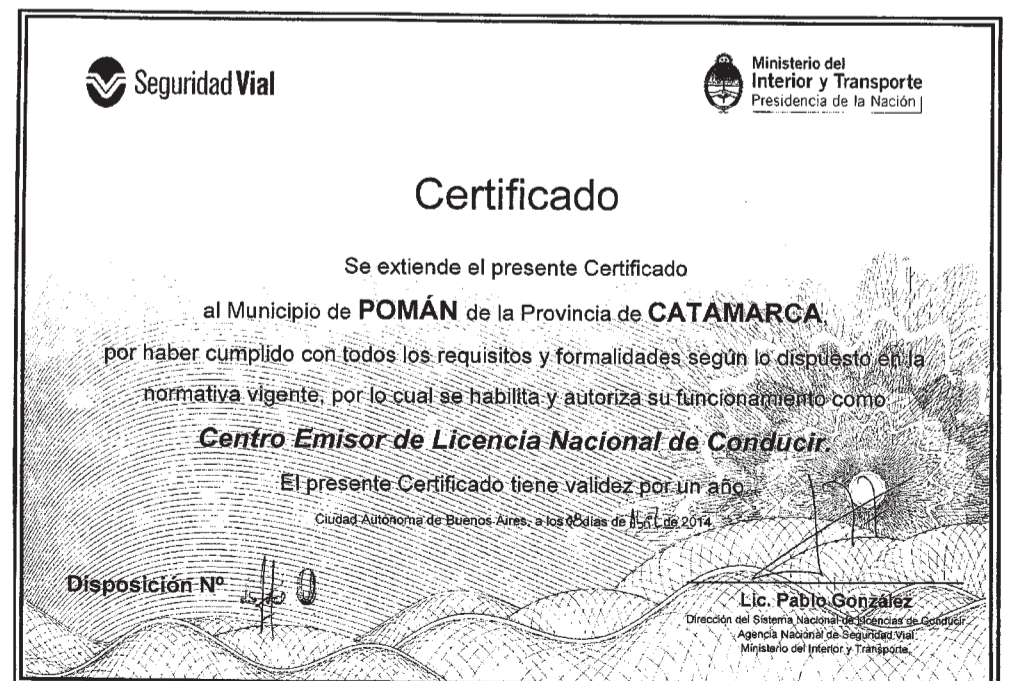 Seguridad Vial
Ministerio del
Interior y Transporte
Presidencia de la Nación
Certificado
Se extiende el presente Certificado
al Municipio de POMÁN de la Provincia de CATAMARCA,
por haber cumplido con todos los requisitos y formalidades según lo dispuesto en la
normativa vigente, por lo cual se habilita y autoriza su funcionamiento como
Centro Emisor de Licencia Nacional de Conducir.
El presente Certificado tiene validez por un año.
Ciudad Autónoma de Buenos Aires, a los 08 días de Abril de 2014
Disposición Nº
Lic. Pablo González
Dirección del Sistema Nacional de Licencias de Conducir
Agencia Nacional de Seguridad Vial
Ministerio del Interior y Transporte.